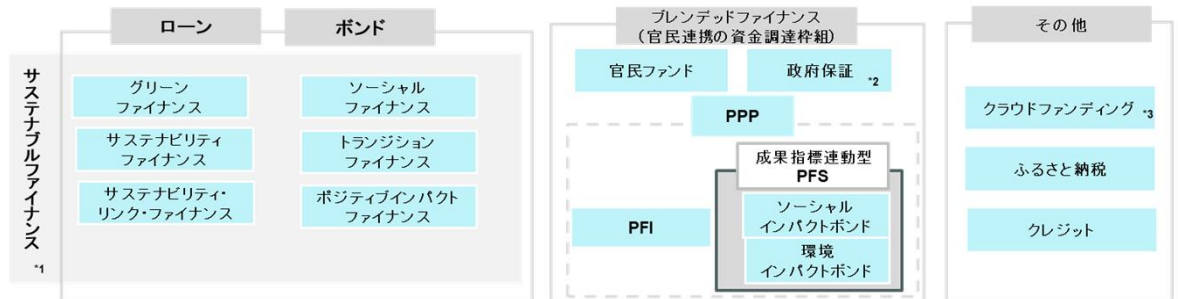 ローン
ボンド
サステナブルファイナンス
*1
グリーン
ファイナンス
ソーシャル
ファイナンス
サステナビリティ
ファイナンス
トランジション
ファイナンス
サステナビリティ・
リンク・ファイナンス
ポジティブインパクト
ファイナンス
ブレンデッドファイナンス
（官民連携の資金調達枠組）
官民ファンド
政府保証
*2
PPP
成果指標連動型
PFS
PFI
ソーシャル
インパクトボンド
環境
インパクトボンド
その他
クラウドファンディング *3
ふるさと納税
クレジット